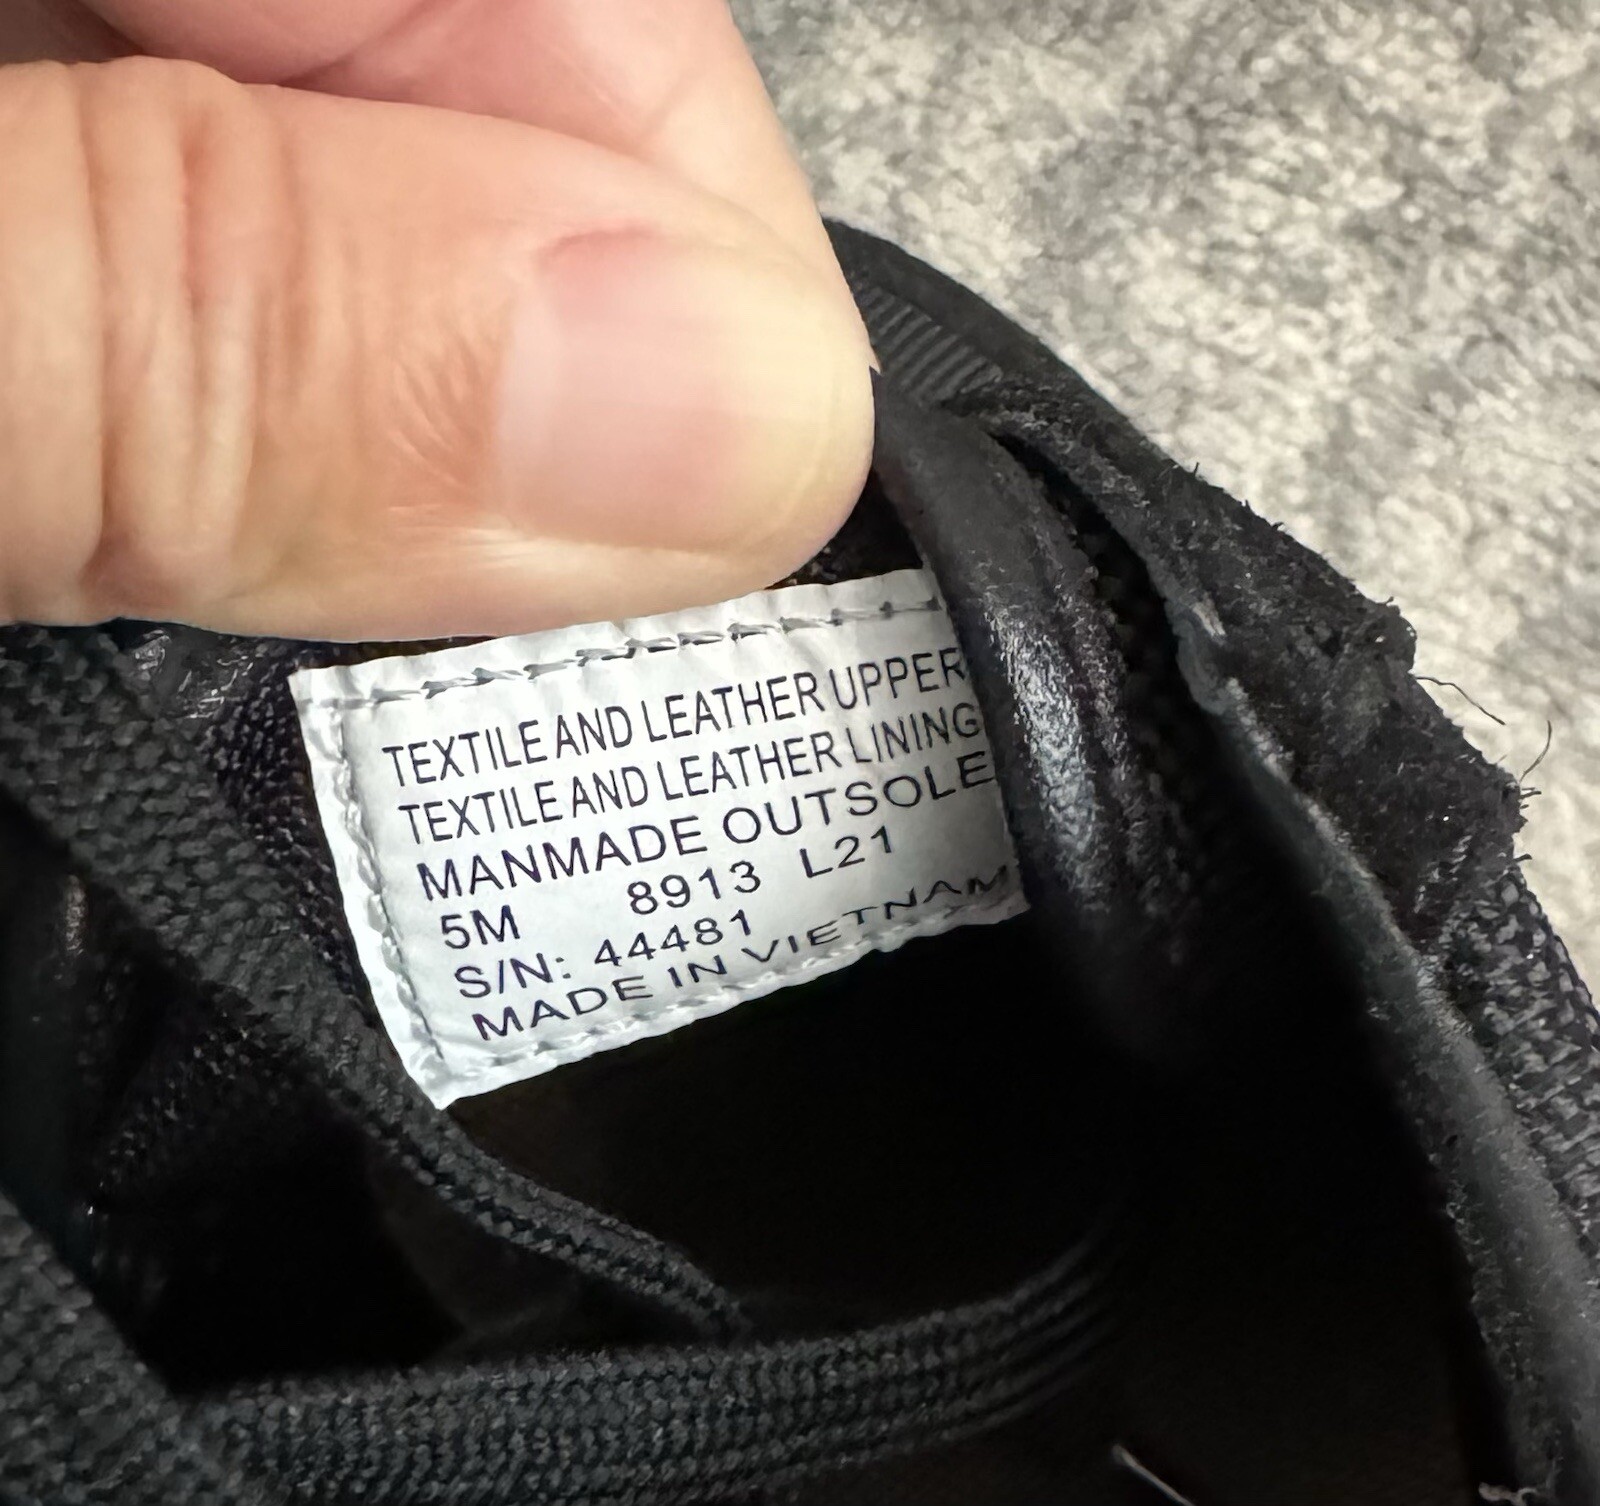 TEXTILE AND LEATHER UPPER
TEXTILE AND LEATHER LINING
MANMADE OUTSOLE
5M 8913 L21
S/N: 44481
MADE IN VIETNAM